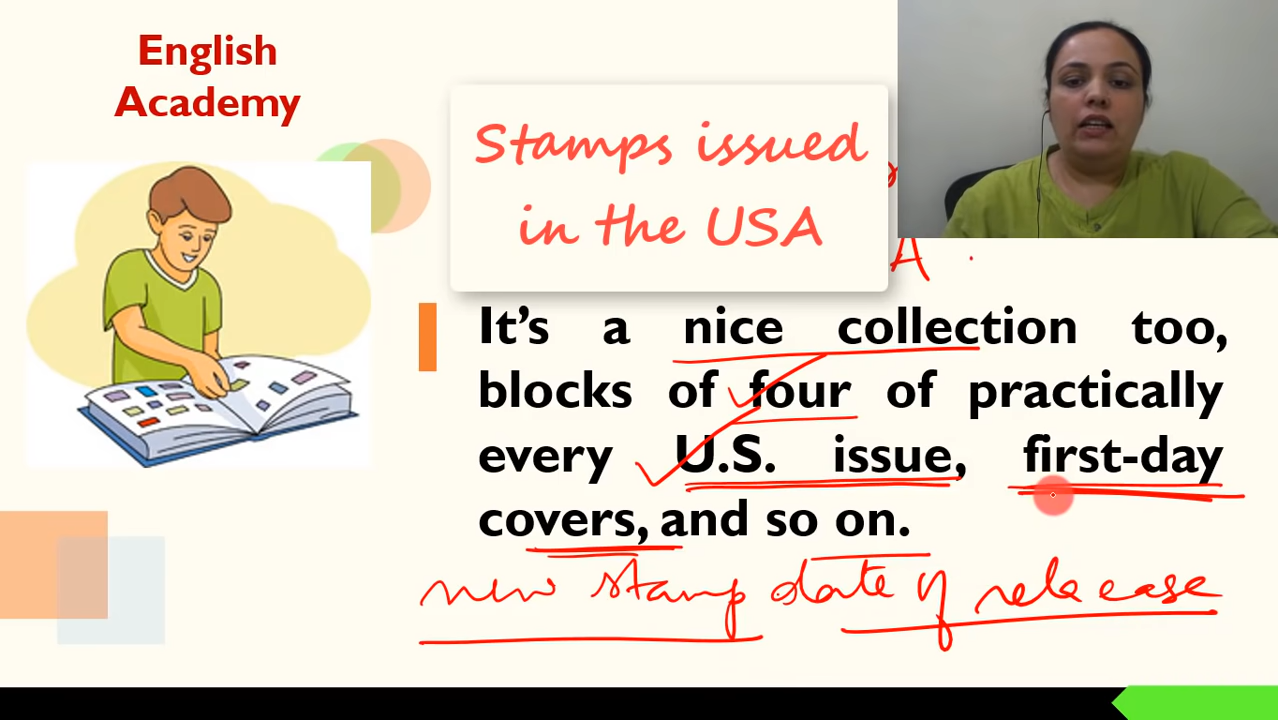 English
Academy
Stamps issued
in the USA
A .
It's a nice collection too,
blocks of four of practically
every U.S. issue, first-day
covers, and so on.
new stamp date of release